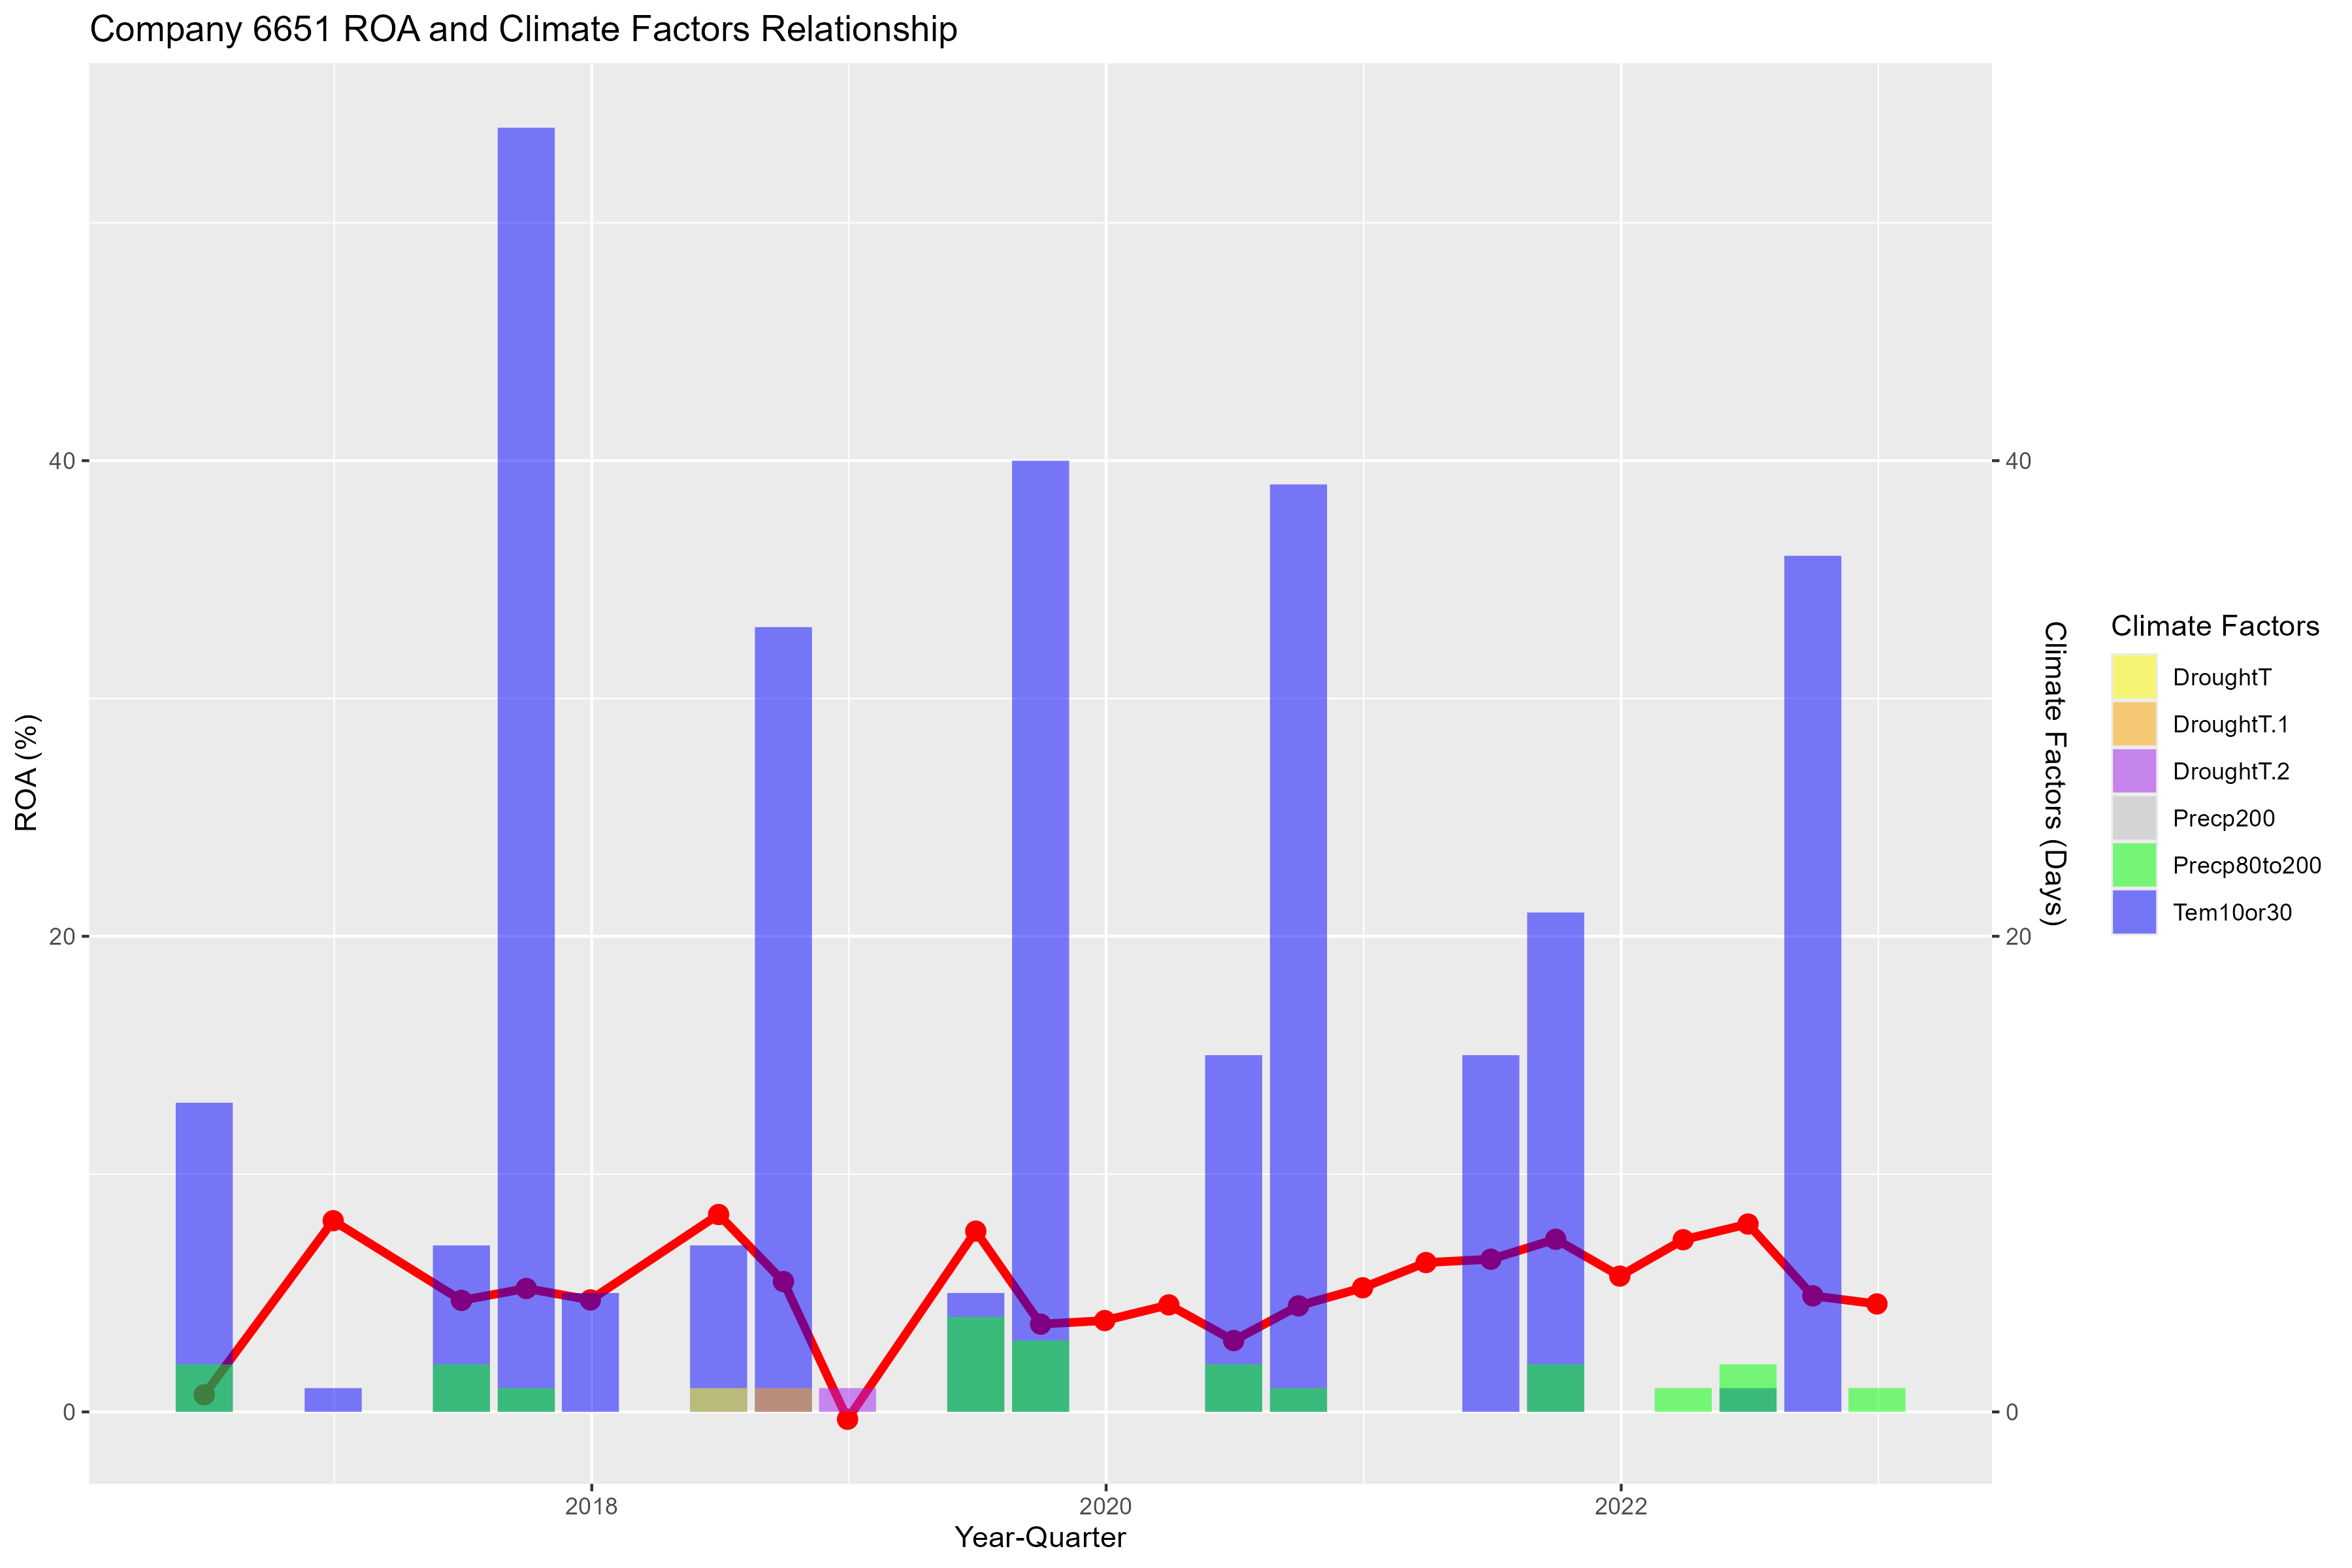 Company 6651 ROA and Climate Factors Relationship
ROA (%)
40
20
0
40
20
0
Climate Factors (Days)
2018
2020
2022
Year-Quarter
Climate Factors
DroughtT
DroughtT.1
DroughtT.2
Precp200
Precp80to200
Tem10or30